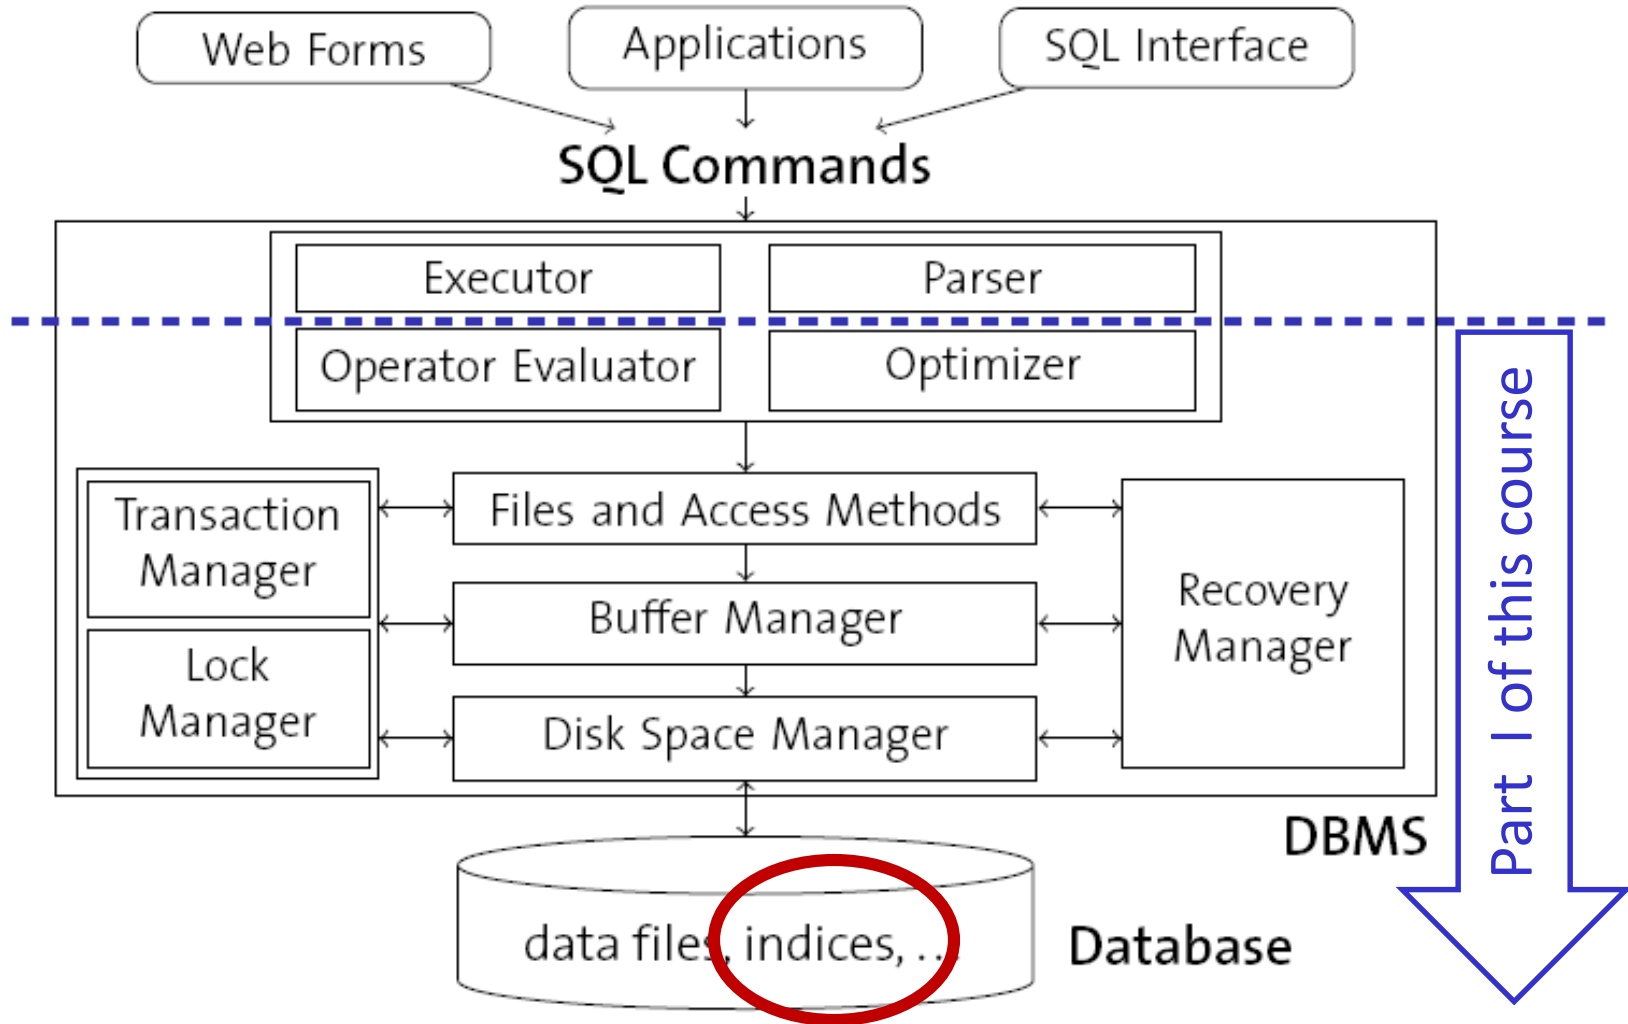 Web Forms
Applications
SQL Interface
SQL Commands
Executor
Parser
Operator Evaluator
Optimizer
Transaction
Manager
Lock
Manager
Files and Access Methods
Buffer Manager
Disk Space Manager
Recovery
Manager
DBMS
data files, indices, ...
Database
Part I of this course